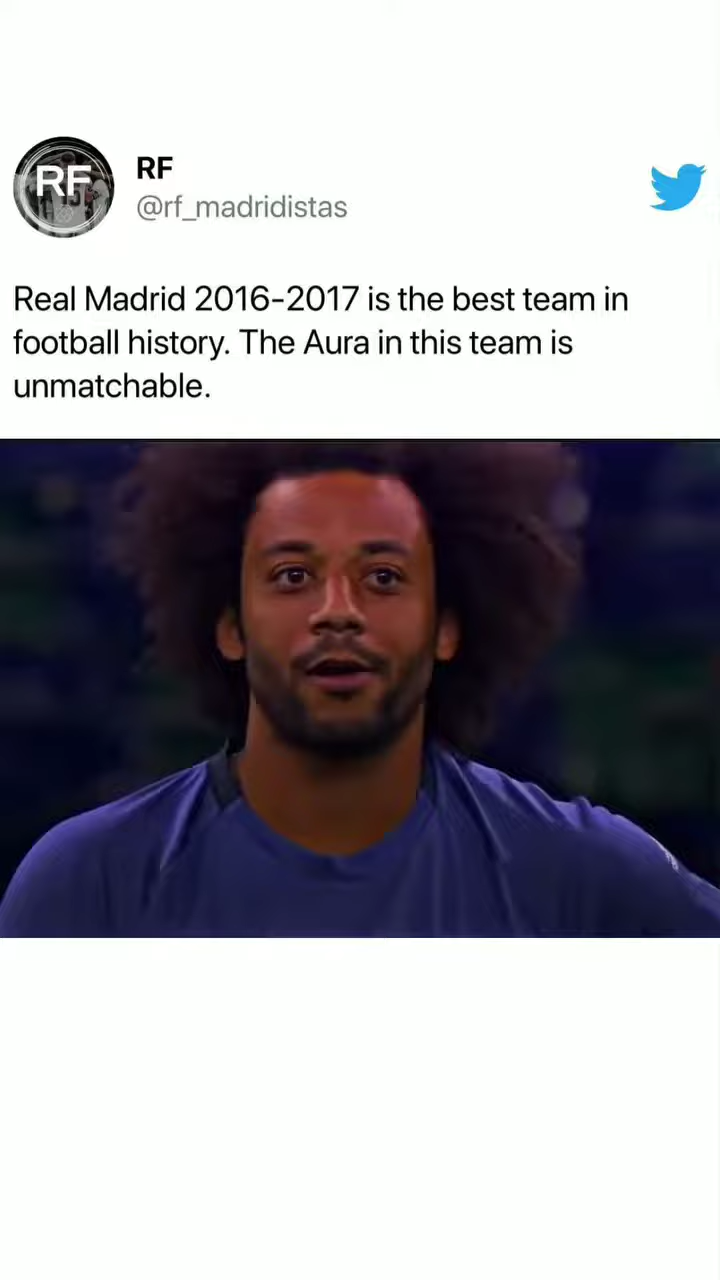 RF
RF
@rf_madridistas
Real Madrid 2016-2017 is the best team in
football history. The Aura in this team is
unmatchable.